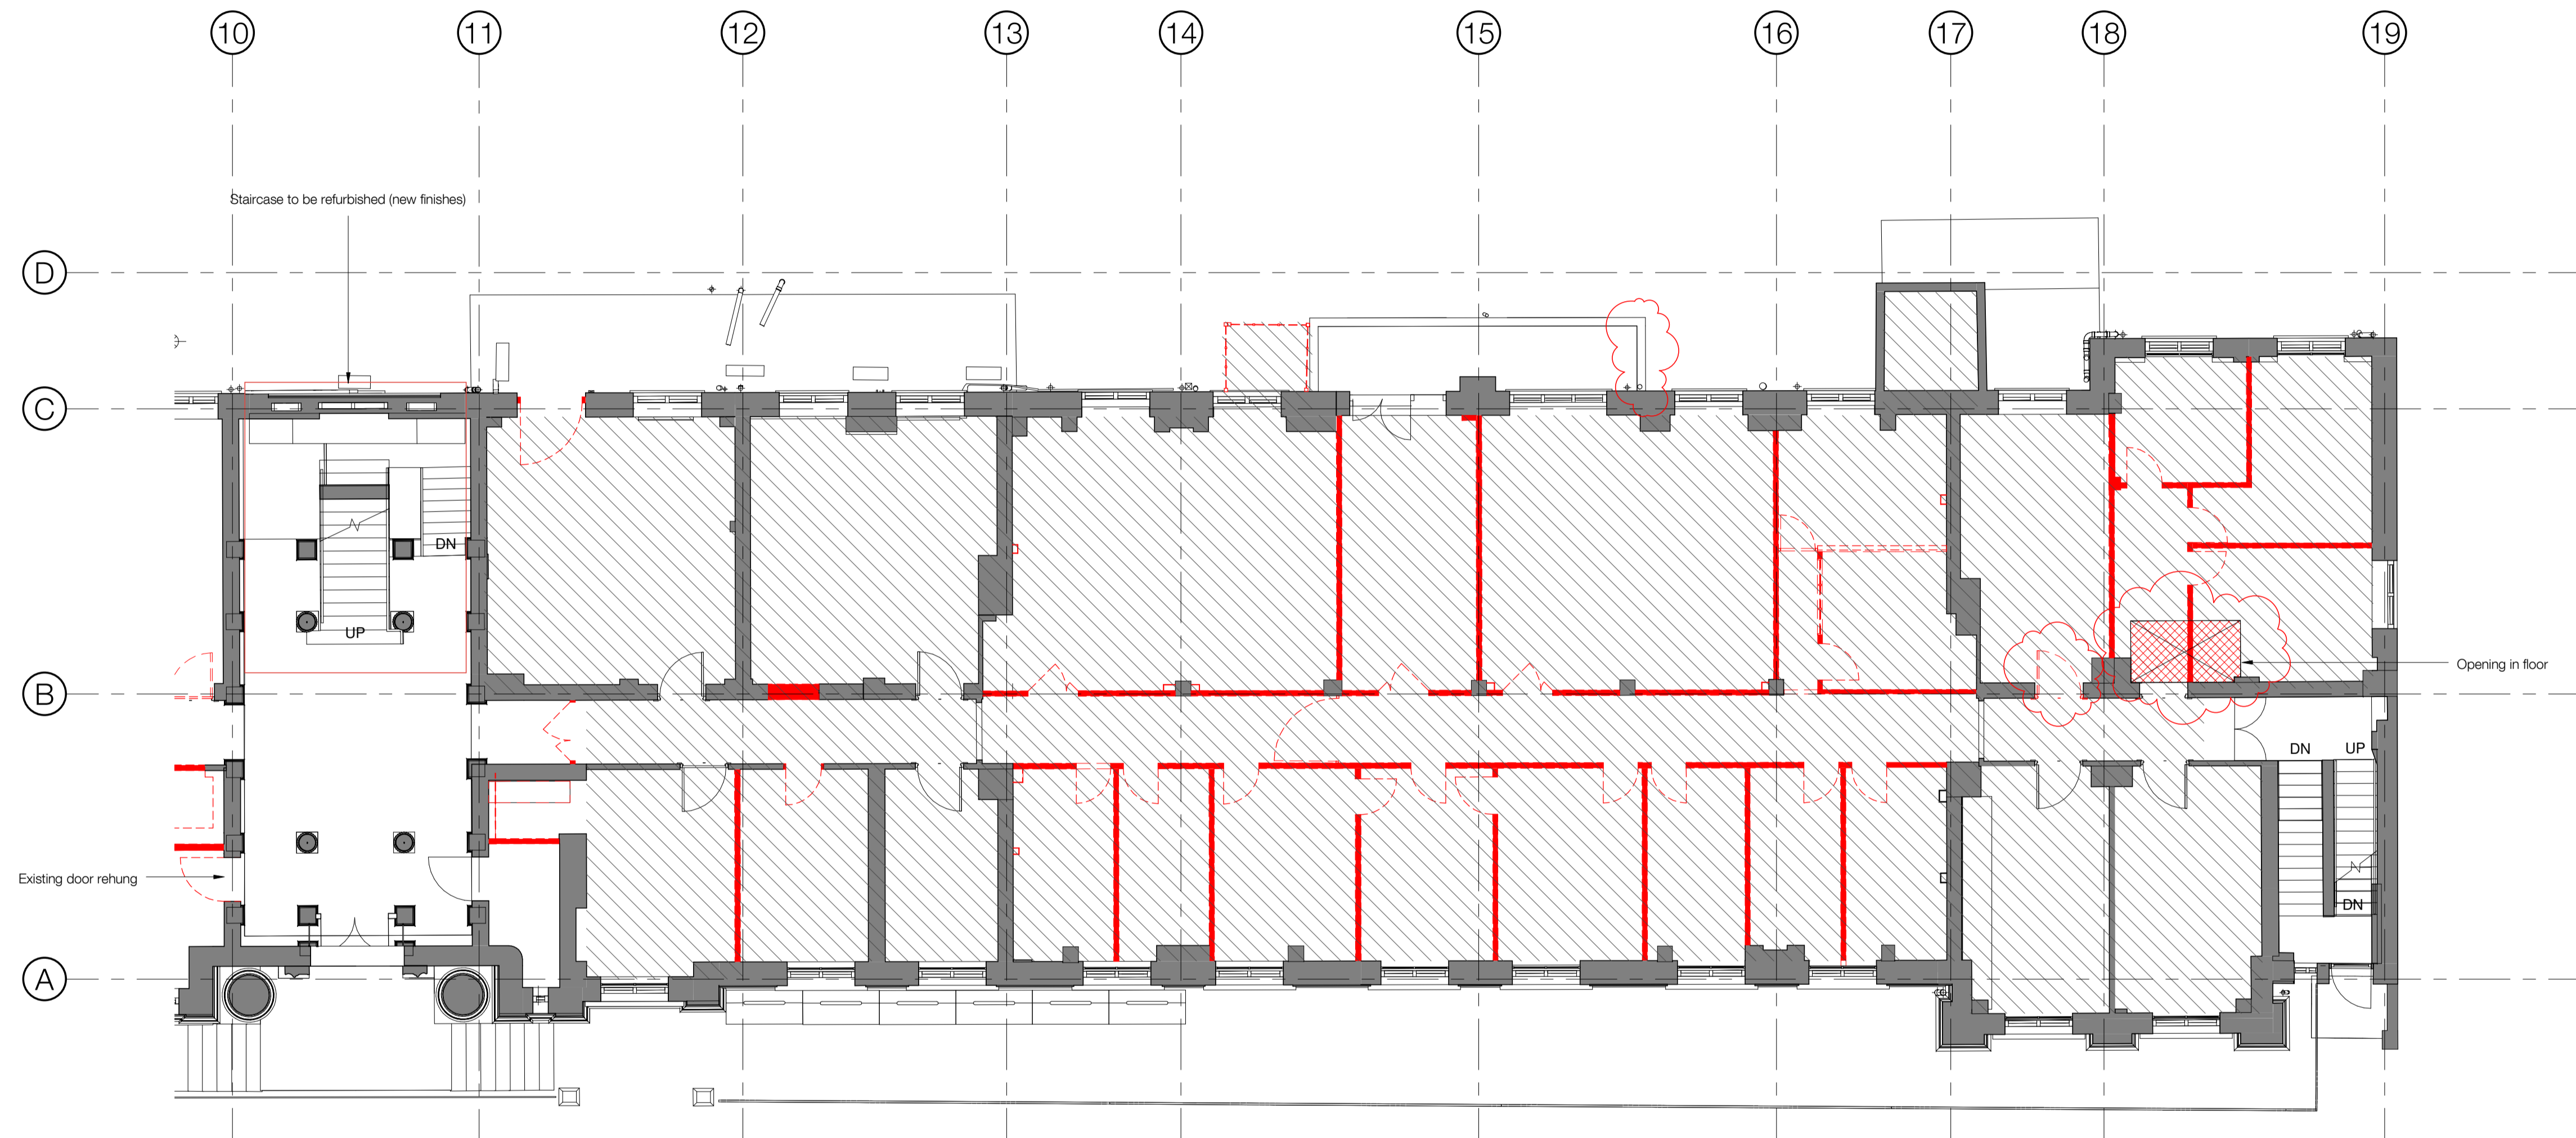 10 11 12 13 14 15 16 17 18 19
Staircase to be refurbished (new finishes)
D
C
DN
UP
Opening in floor
B
DN UP
Existing door rehung
DN
A